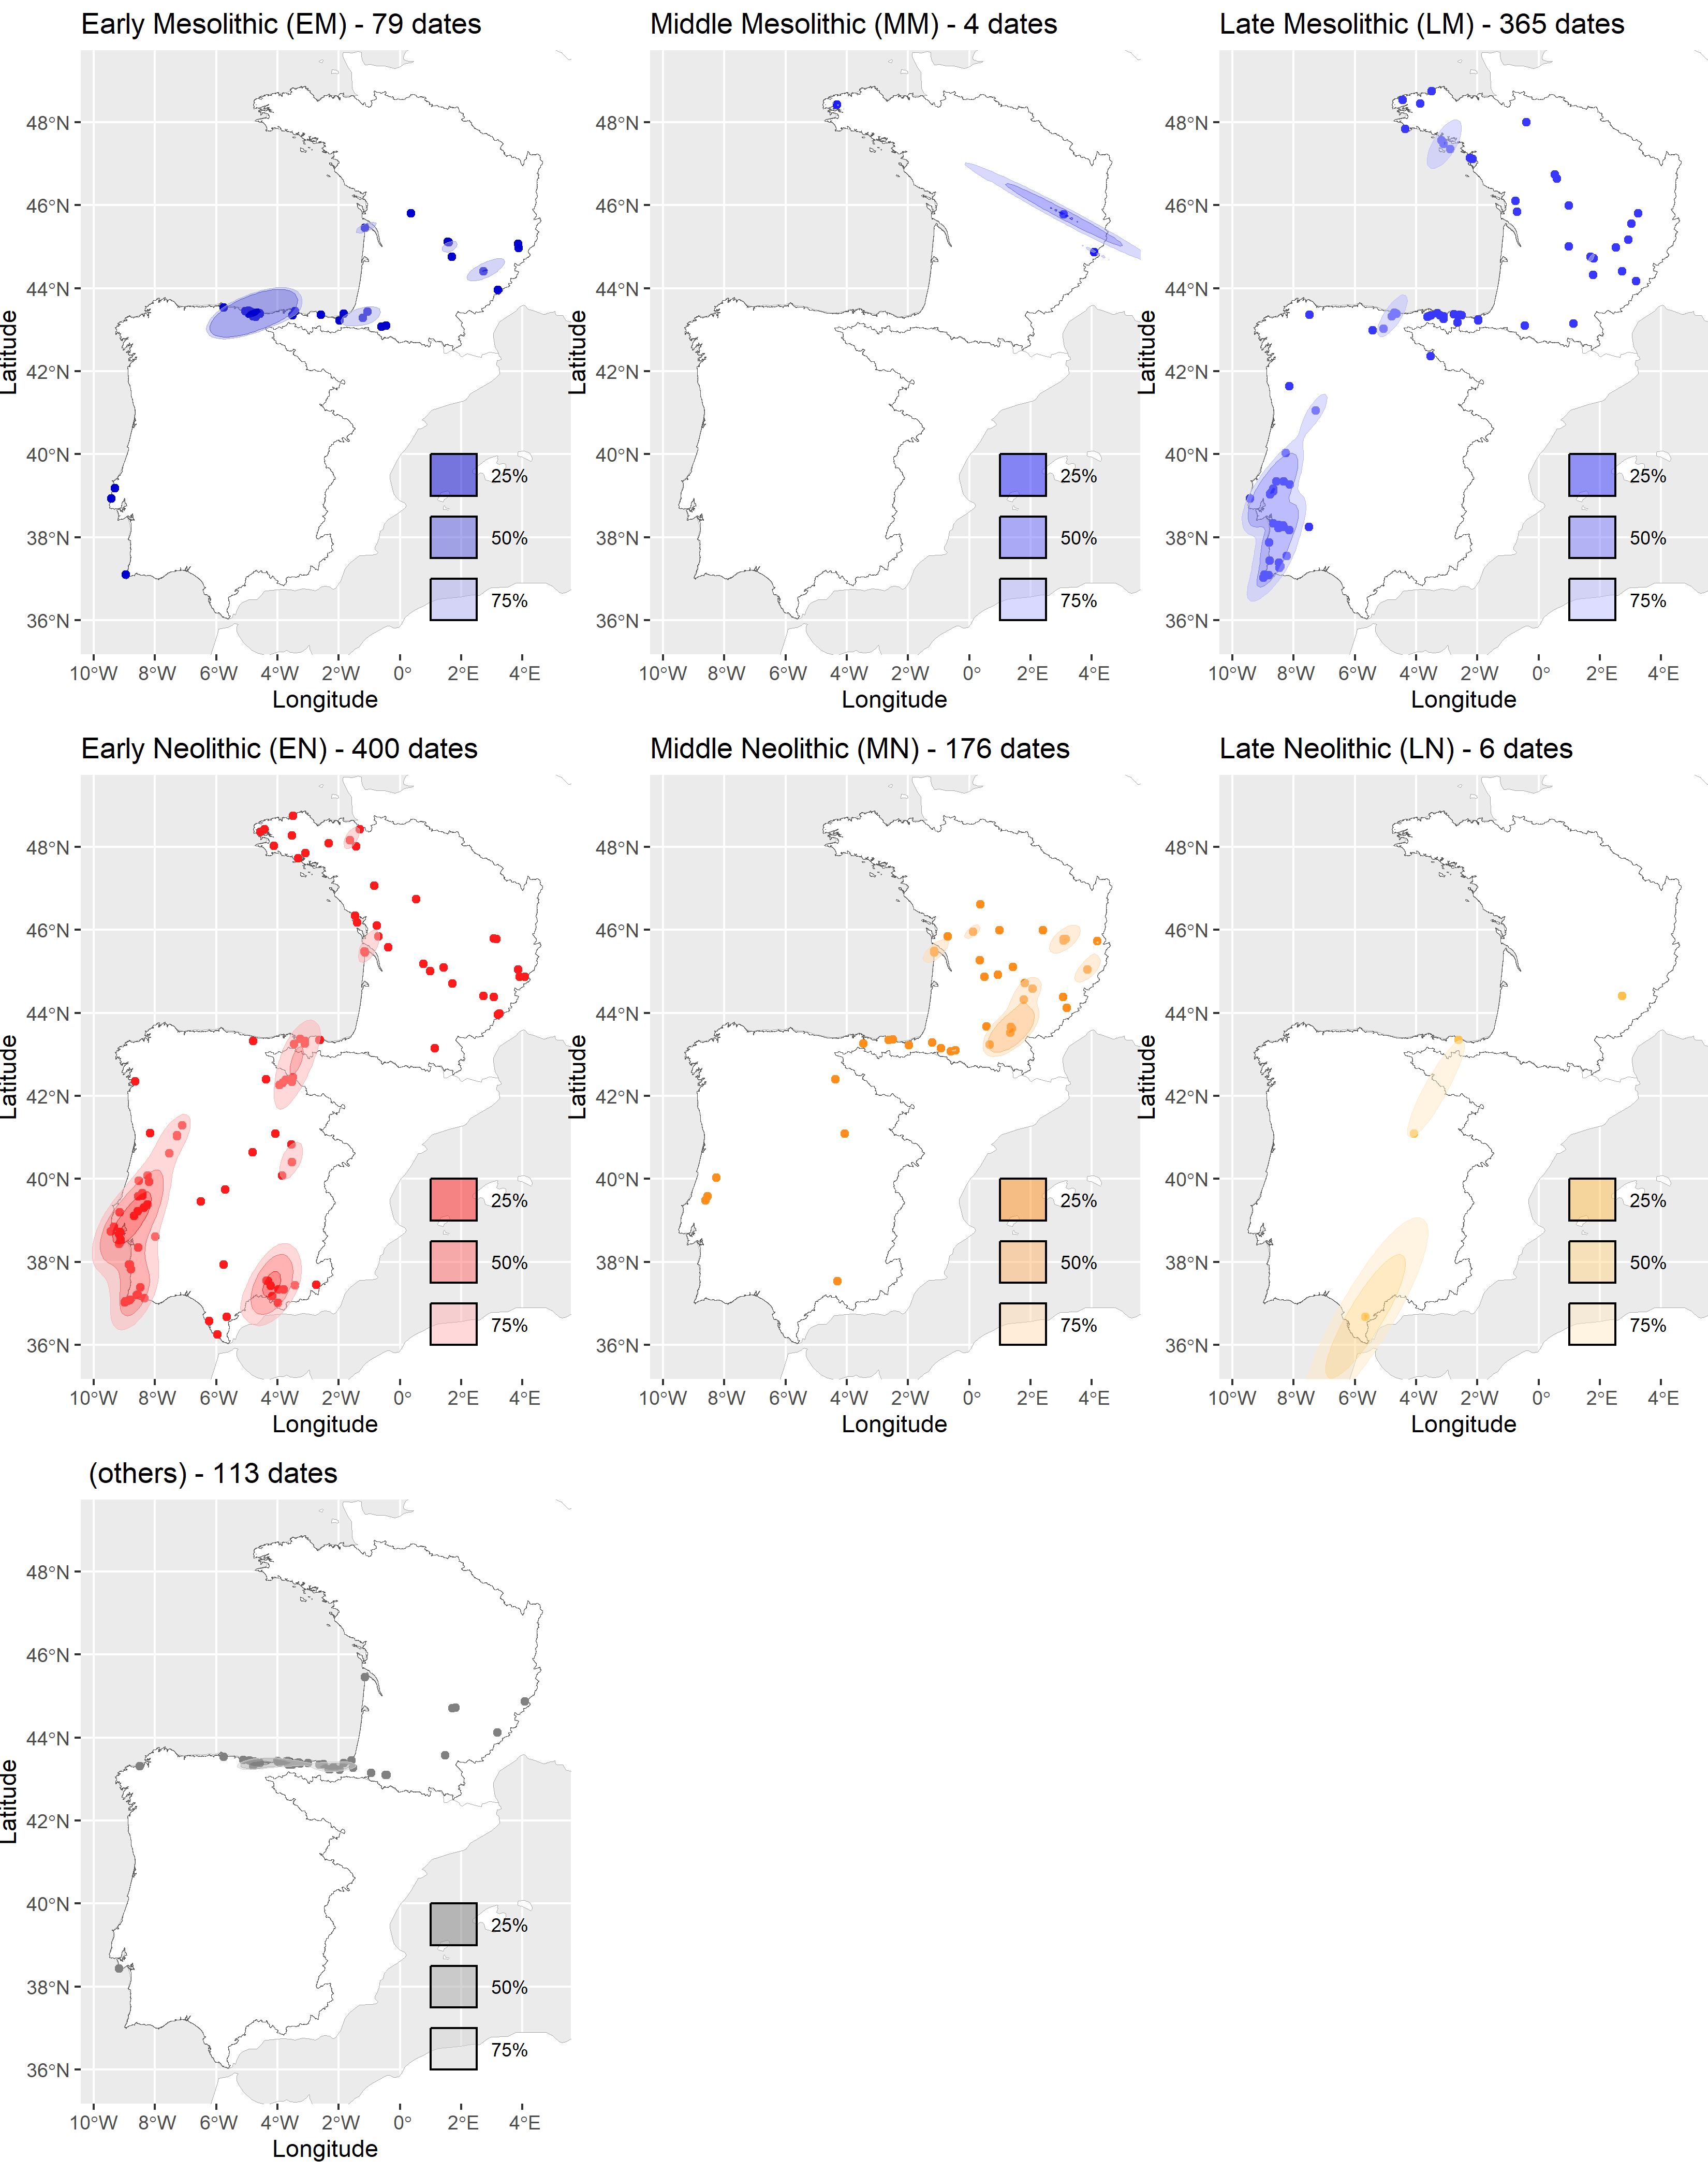 Early Mesolithic (EM) - 79 dates
48°N
46°N
44°N
42°N
40°N
38°N
36°N
Latitude
25%
50%
75%
10°W 8°W 6°W 4°W 2°W 0° 2°E 4°E
Longitude
Middle Mesolithic (MM) - 4 dates
48°N
46°N
44°N
42°N
40°N
38°N
36°N
Latitude
25%
50%
75%
10°W 8°W 6°W 4°W 2°W 0° 2°E 4°E
Longitude
Late Mesolithic (LM) - 365 dates
48°N
46°N
44°N
42°N
40°N
38°N
36°N
Latitude
25%
50%
75%
10°W 8°W 6°W 4°W 2°W 0° 2°E 4°E
Longitude
Early Neolithic (EN) - 400 dates
48°N
46°N
44°N
42°N
40°N
38°N
36°N
Latitude
25%
50%
75%
10°W 8°W 6°W 4°W 2°W 0° 2°E 4°E
Longitude
Middle Neolithic (MN) - 176 dates
48°N
46°N
44°N
42°N
40°N
38°N
36°N
Latitude
25%
50%
75%
10°W 8°W 6°W 4°W 2°W 0° 2°E 4°E
Longitude
Late Neolithic (LN) - 6 dates
48°N
46°N
44°N
42°N
40°N
38°N
36°N
Latitude
25%
50%
75%
10°W 8°W 6°W 4°W 2°W 0° 2°E 4°E
Longitude
(others) - 113 dates
48°N
46°N
44°N
42°N
40°N
38°N
36°N
Latitude
25%
50%
75%
10°W 8°W 6°W 4°W 2°W 0° 2°E 4°E
Longitude